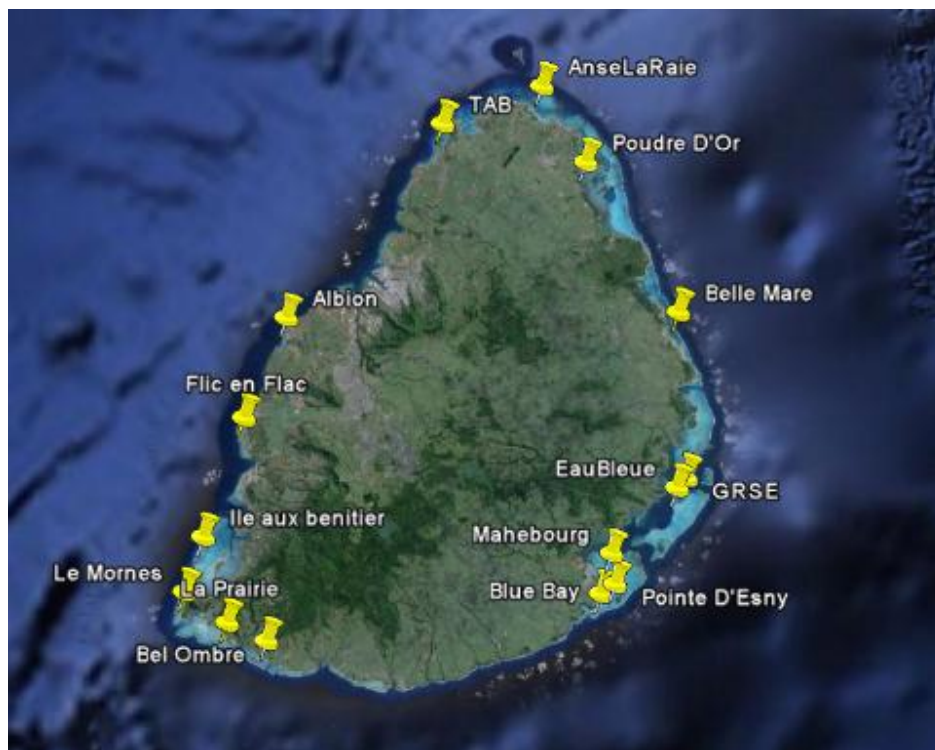 AnseLaRaie
TAB
Poudre D'Or
Belle Mare
Albion
Flic en Flac
EauBleue
GRSE
Ile aux benitier
Mahebourg
Le Mornes
La Prairie
Blue Bay
Pointe D'Esny
Bel Ombre